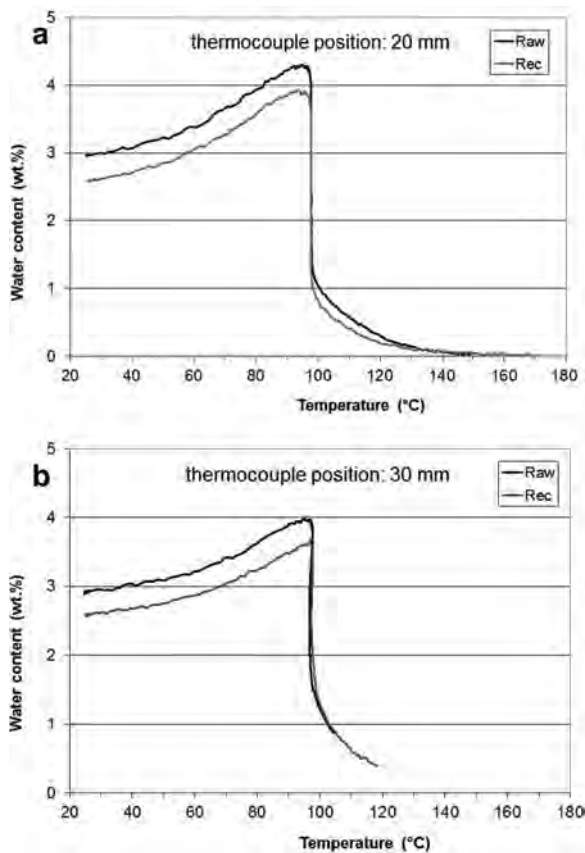 a
thermocouple position: 20 mm
Raw
Rec
Water content (wt.%)
5
4
3
2
1
0
20 40 60 80 100 120 140 160 180
Temperature (°C)
b
thermocouple position: 30 mm
Raw
Rec
Water content (wt.%)
5
4
3
2
1
0
20 40 60 80 100 120 140 160 180
Temperature (°C)